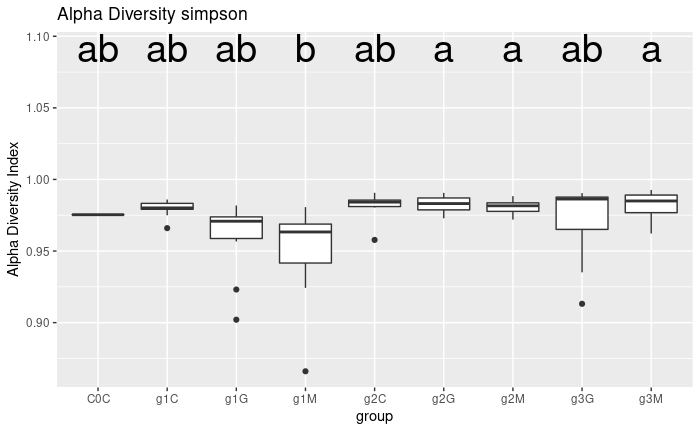 Alpha Diversity simpson
1.10
ab ab ab b ab a a ab a
1.05
1.00
0.95
0.90
Alpha Diversity Index
C0C g1C g1G g1M g2C g2G g2M g3G g3M
group